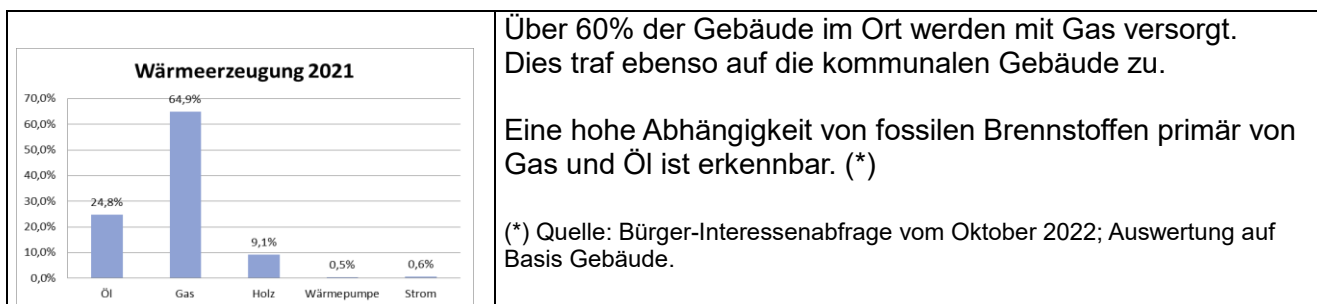 Wärmeerzeugung 2021
70,0%
60,0%
50,0%
40,0%
30,0%
20,0%
10,0%
0,0%
24,8%
64,9%
9,1%
0,5%
0,6%
Öl Gas Holz Wärmepumpe Strom
Über 60% der Gebäude im Ort werden mit Gas versorgt.
Dies traf ebenso auf die kommunalen Gebäude zu.
Eine hohe Abhängigkeit von fossilen Brennstoffen primär von
Gas und Öl ist erkennbar. (*)
(*) Quelle: Bürger-Interessenabfrage vom Oktober 2022; Auswertung auf
Basis Gebäude.